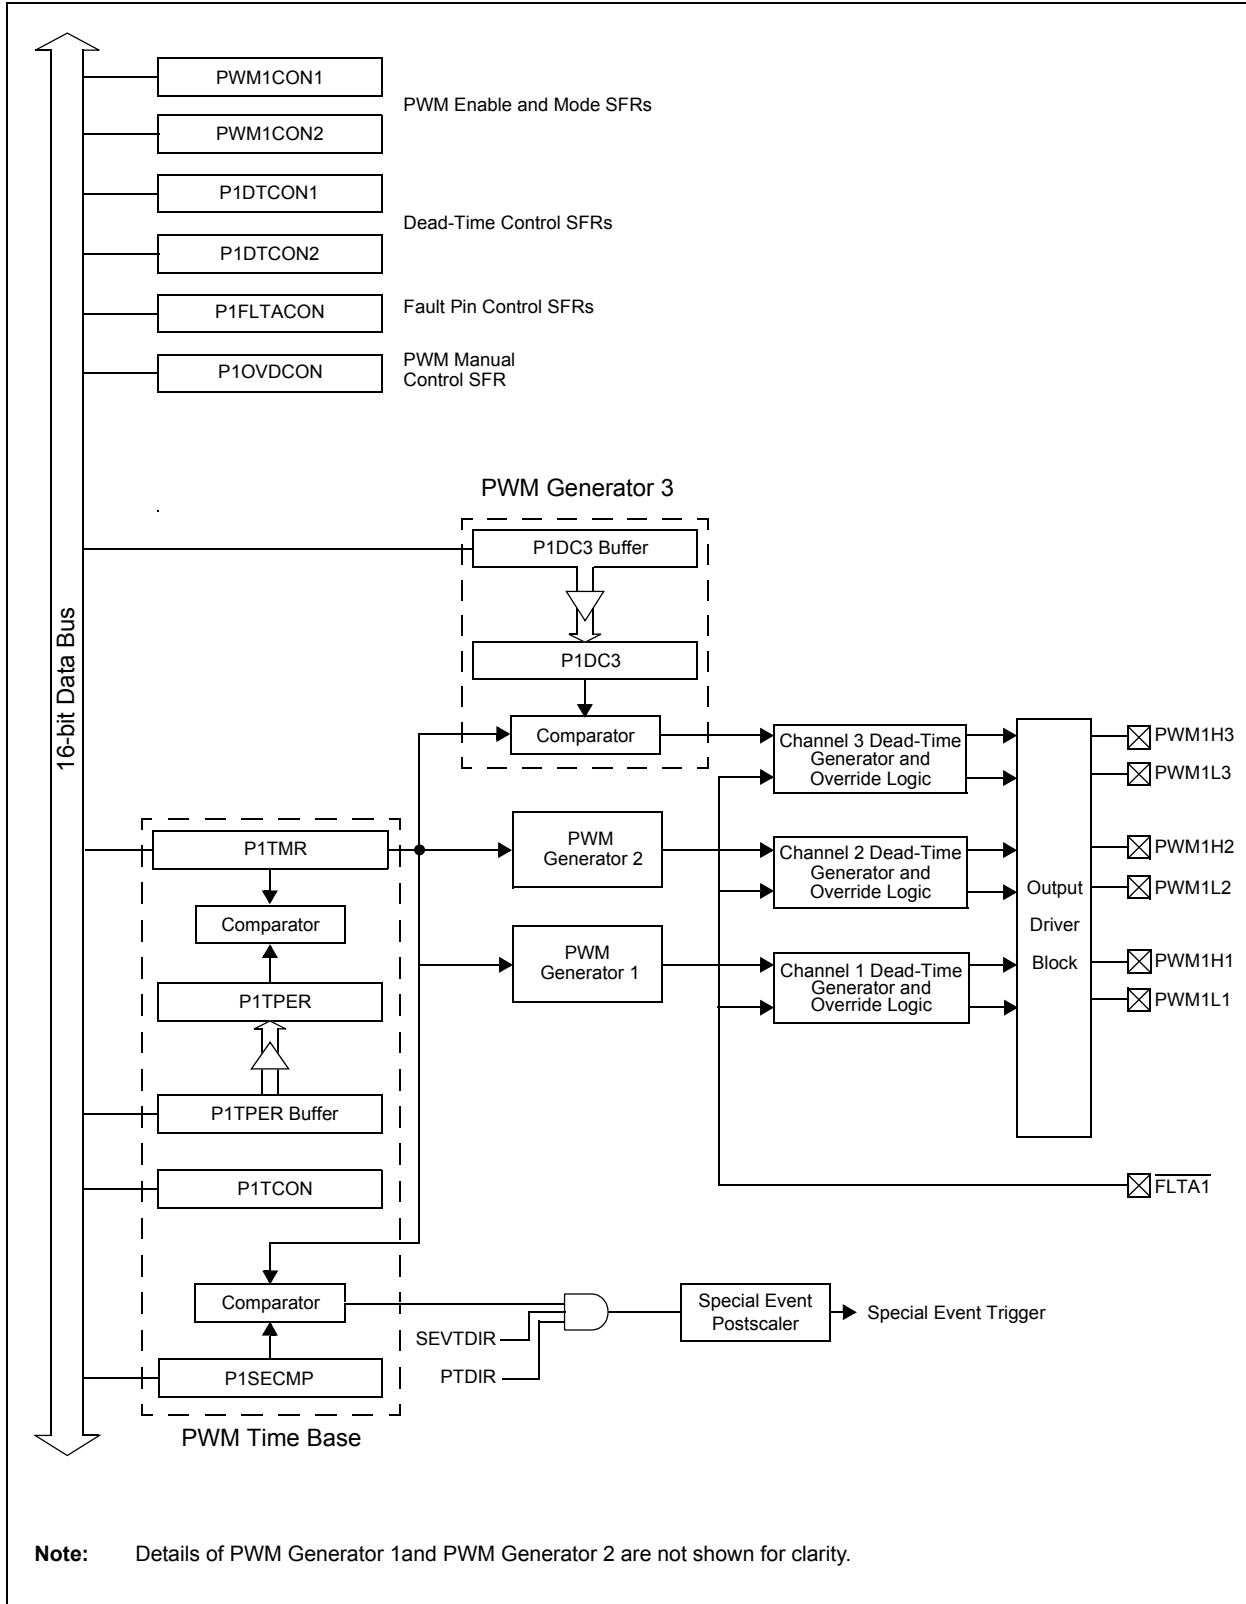 PWM1CON1
PWM Enable and Mode SFRs
PWM1CON2
P1DTCON1
Dead-Time Control SFRs
P1DTCON2
P1FLTACON
Fault Pin Control SFRs
P1OVDCON
PWM Manual
Control SFR
16-bit Data Bus
PWM Generator 3
P1DC3 Buffer
P1DC3
Comparator
Channel 3 Dead-Time
Generator and
Override Logic
PWM1H3
PWM1L3
P1TMR
PWM
Generator 2
Channel 2 Dead-Time
Generator and
Override Logic
PWM1H2
PWM1L2
Output
Driver
Block
Comparator
PWM
Generator 1
Channel 1 Dead-Time
Generator and
Override Logic
PWM1H1
PWM1L1
P1TPER
P1TPER Buffer
P1TCON
FLTA1
Comparator
SEVTDIR
PTDIR
Special Event
Postscaler
Special Event Trigger
P1SECMP
PWM Time Base
Note: Details of PWM Generator 1and PWM Generator 2 are not shown for clarity.